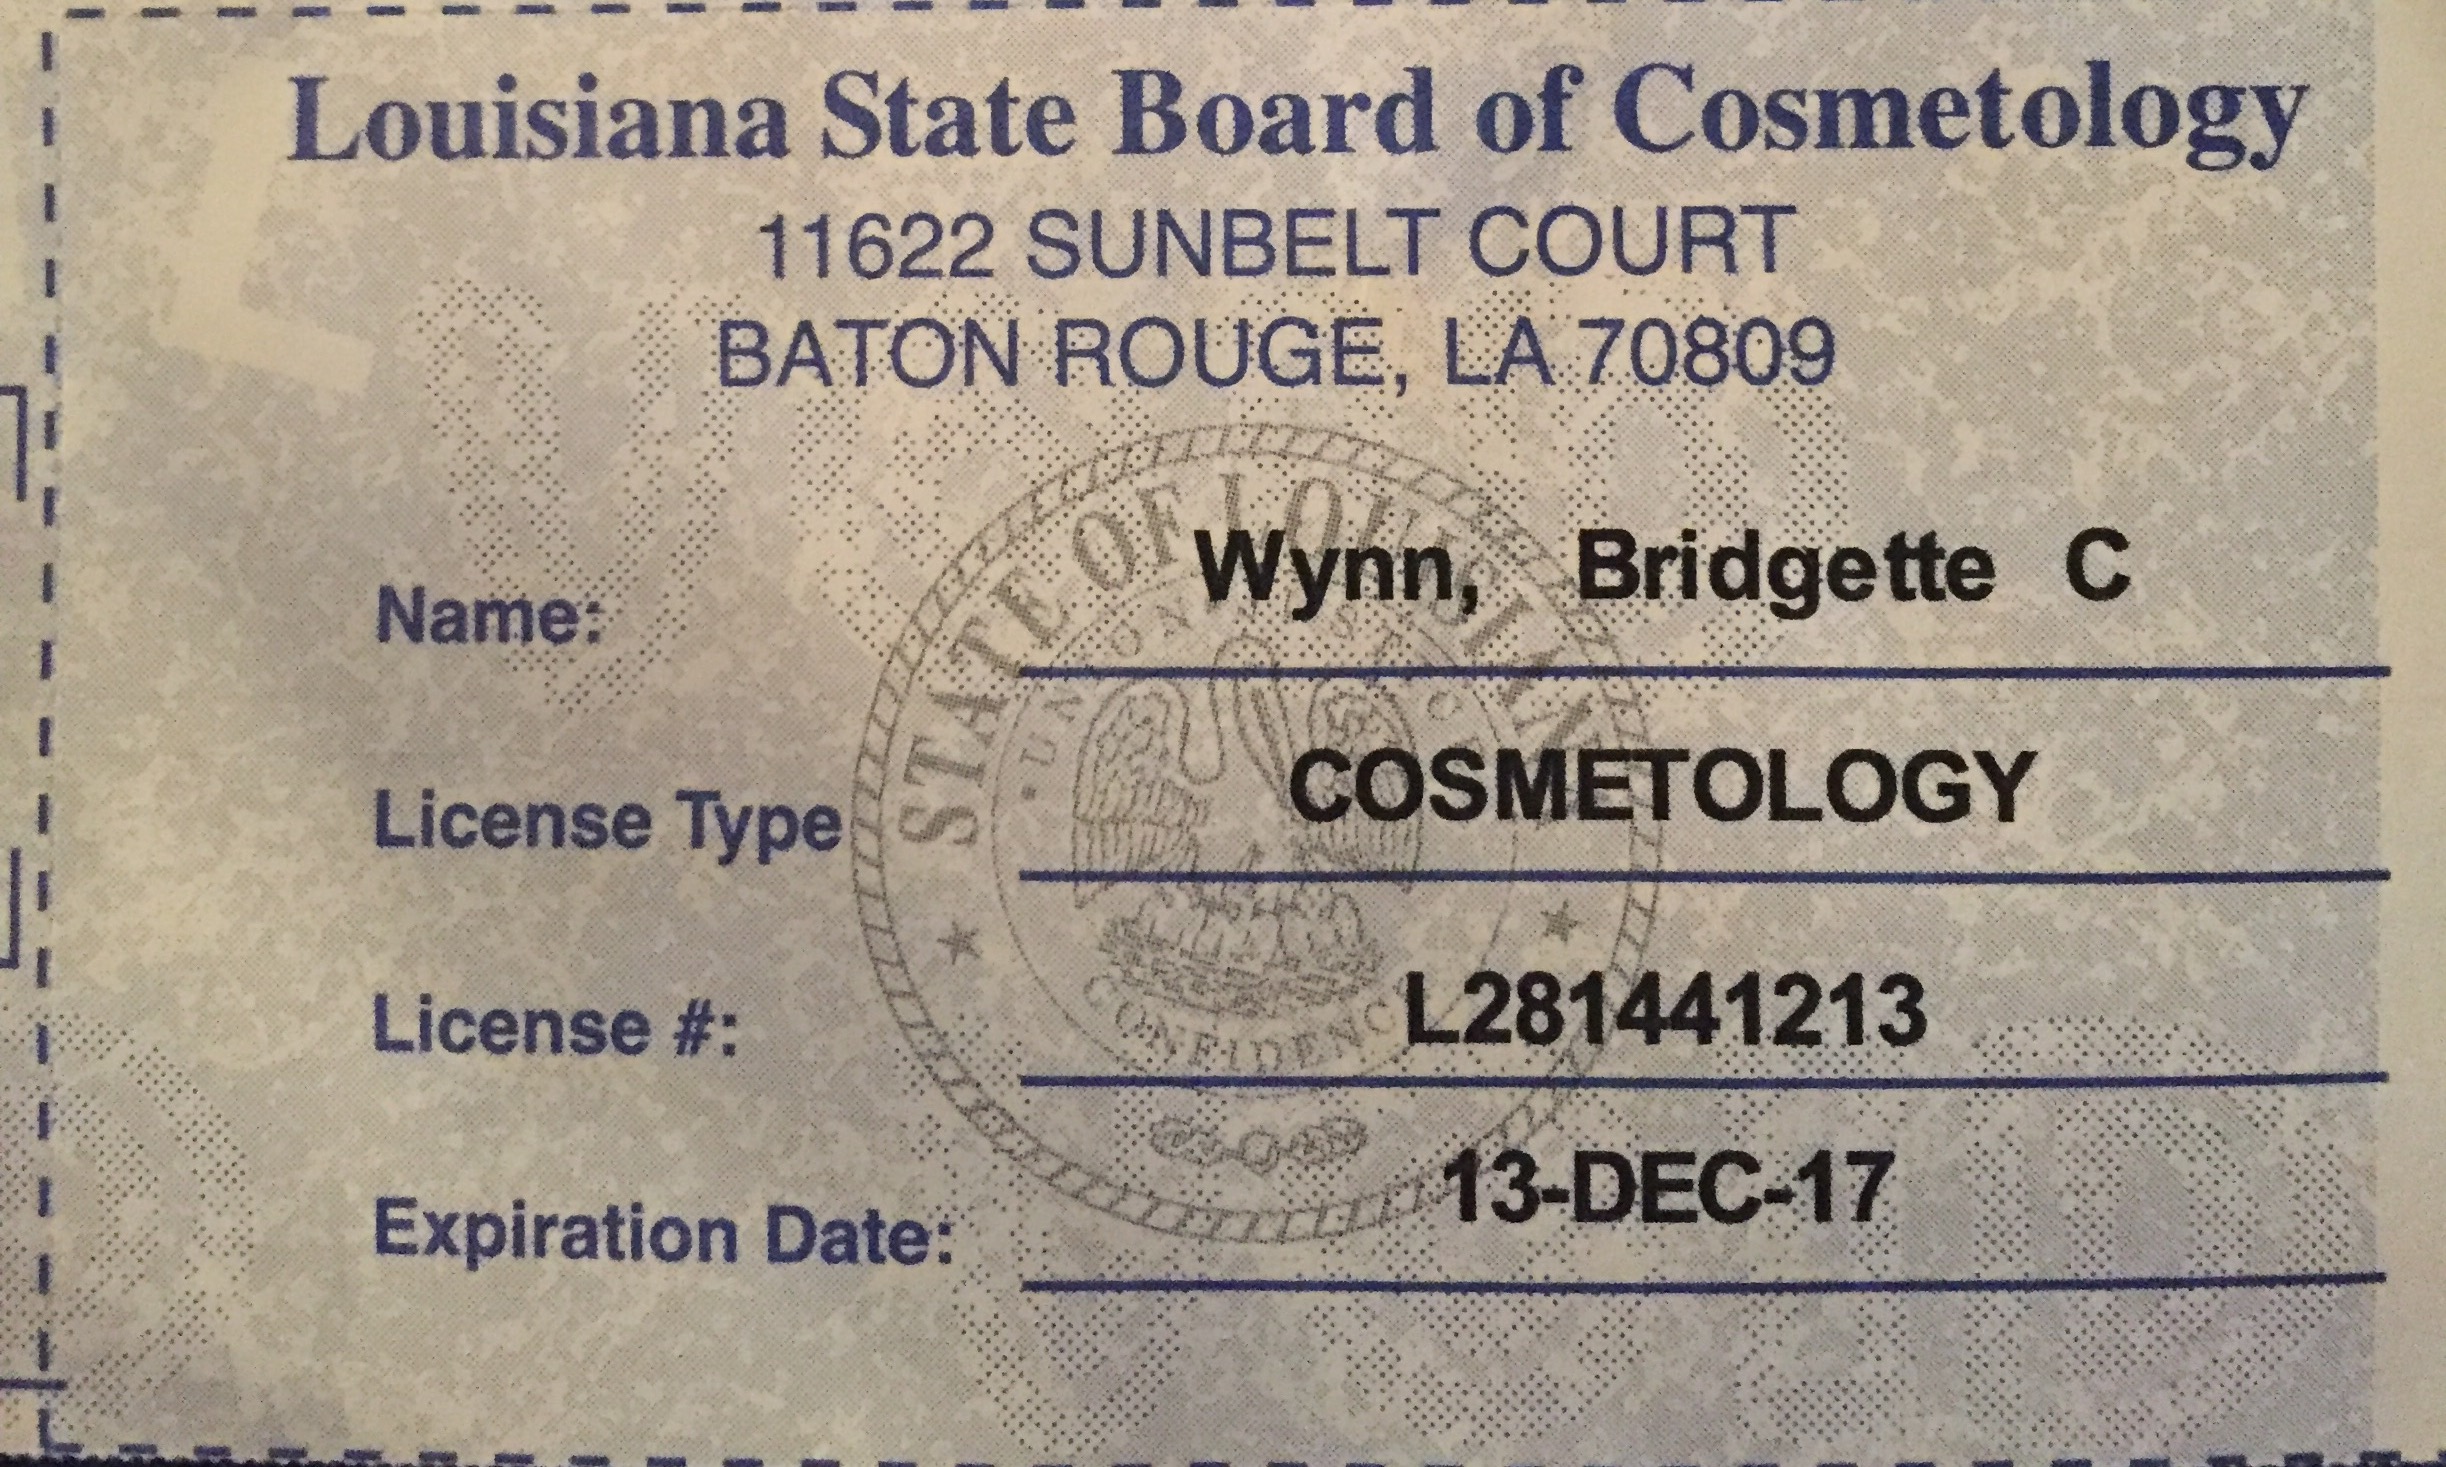 Louisiana State Board of Cosmetology
11622 SUNBELT COURT
BATON ROUGE, LA 70809
Name: Wynn, Bridgette C
License Type COSMETOLOGY
License #: L281441213
Expiration Date: 13-DEC-17
STATE OF LOUISIANA
UNION JUSTICE
CONFIDENCE
VOID